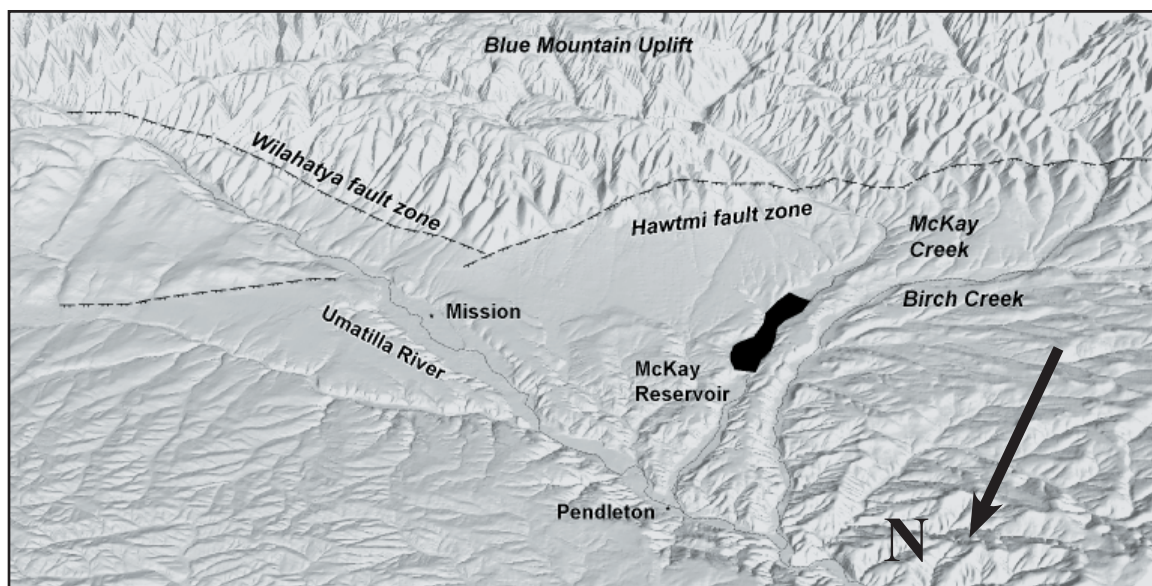 Blue Mountain Uplift
Wilahatya fault zone
Hawtmi fault zone
McKay
Creek
Birch Creek
Mission
Umatilla River
McKay
Reservoir
Pendleton
N